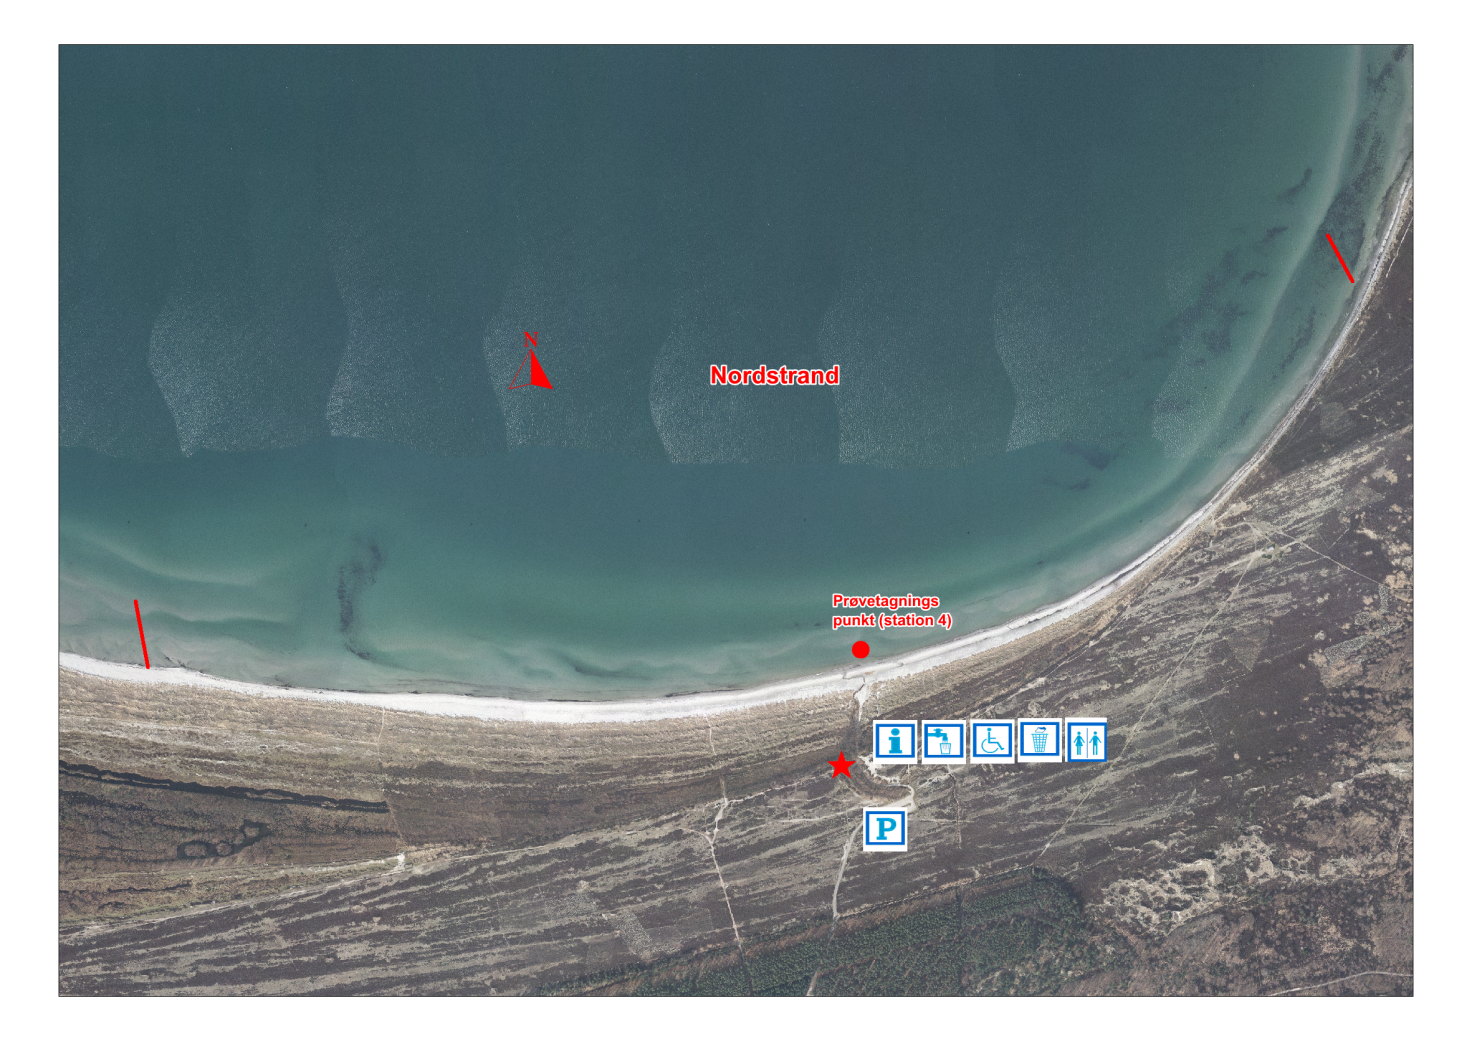 N
Nordstrand
Prøvetagnings
punkt (station 4)
i
P